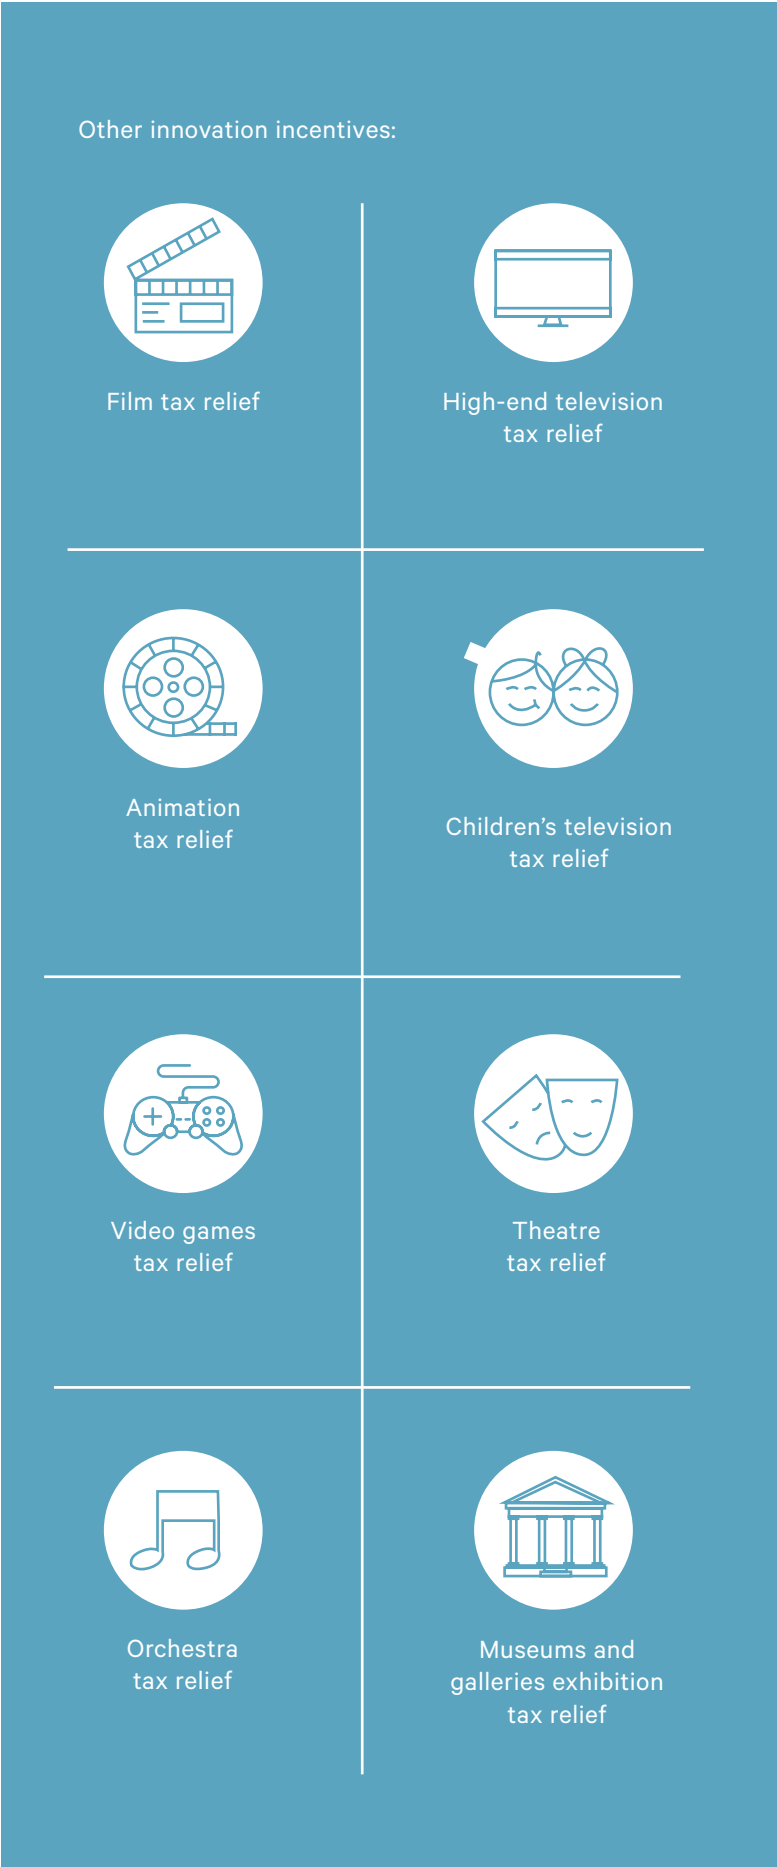 Other innovation incentives:
Film tax relief
High-end television
tax relief
Animation
tax relief
Children’s television
tax relief
Video games
tax relief
Theatre
tax relief
Orchestra
tax relief
Museums and
galleries exhibition
tax relief